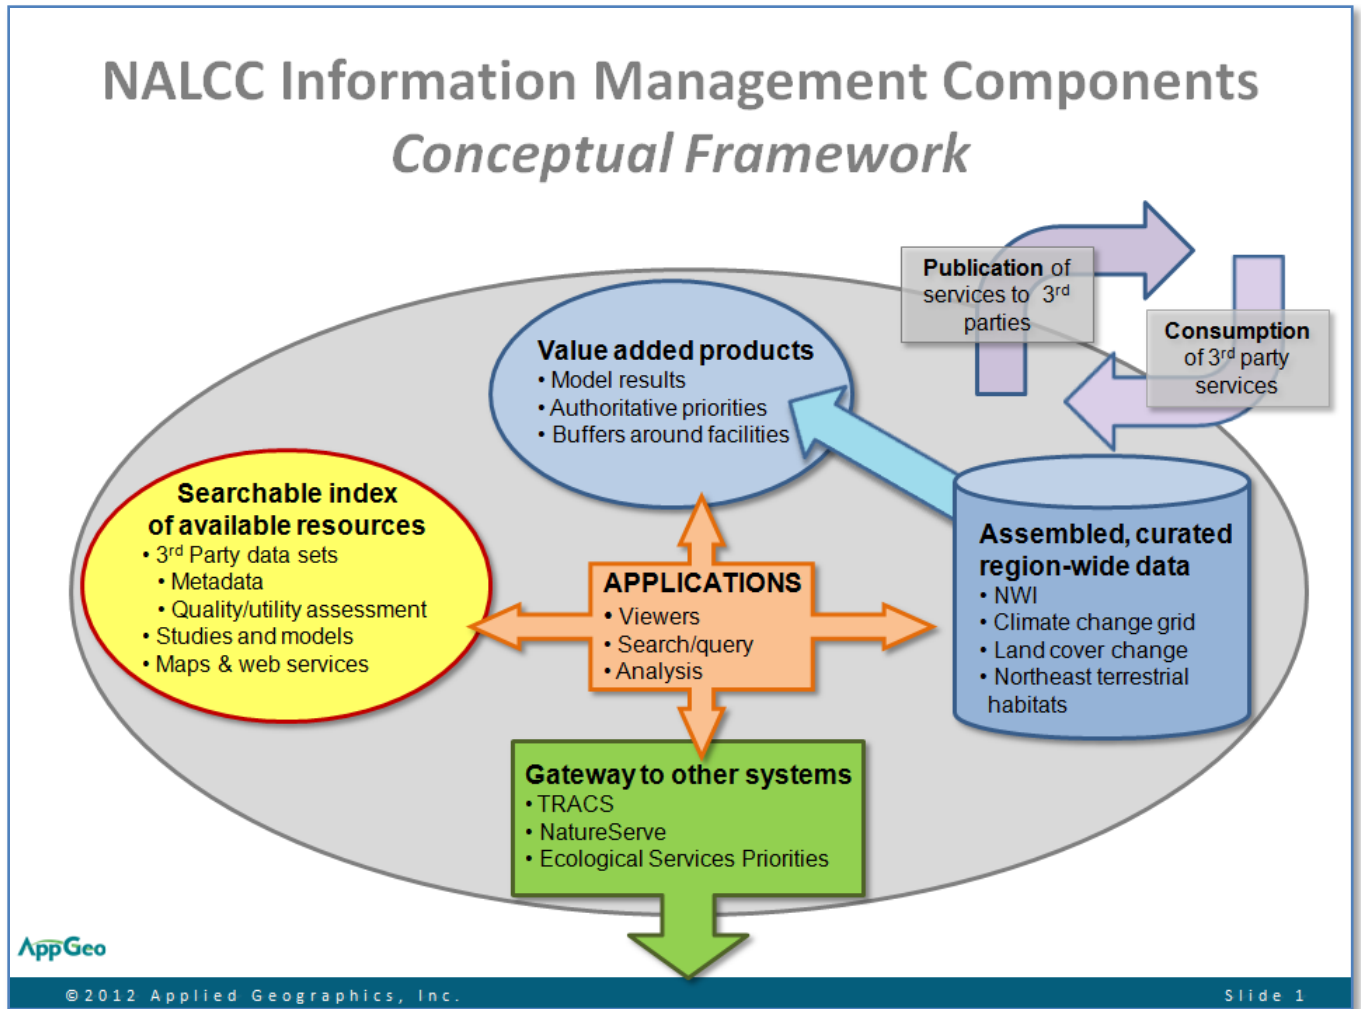 NALCC Information Management Components
Conceptual Framework
Publication of
services to 3rd
parties
Consumption
of 3rd party
services
Value added products
• Model results
• Authoritative priorities
• Buffers around facilities
Searchable index
of available resources
• 3rd Party data sets
• Metadata
• Quality/utility assessment
• Studies and models
• Maps & web services
APPLICATIONS
• Viewers
• Search/query
• Analysis
Assembled, curated
region-wide data
• NWI
• Climate change grid
• Land cover change
• Northeast terrestrial
habitats
Gateway to other systems
• TRACS
• NatureServe
• Ecological Services Priorities
AppGeo
©2012 Applied Geographics, Inc.
Slide 1